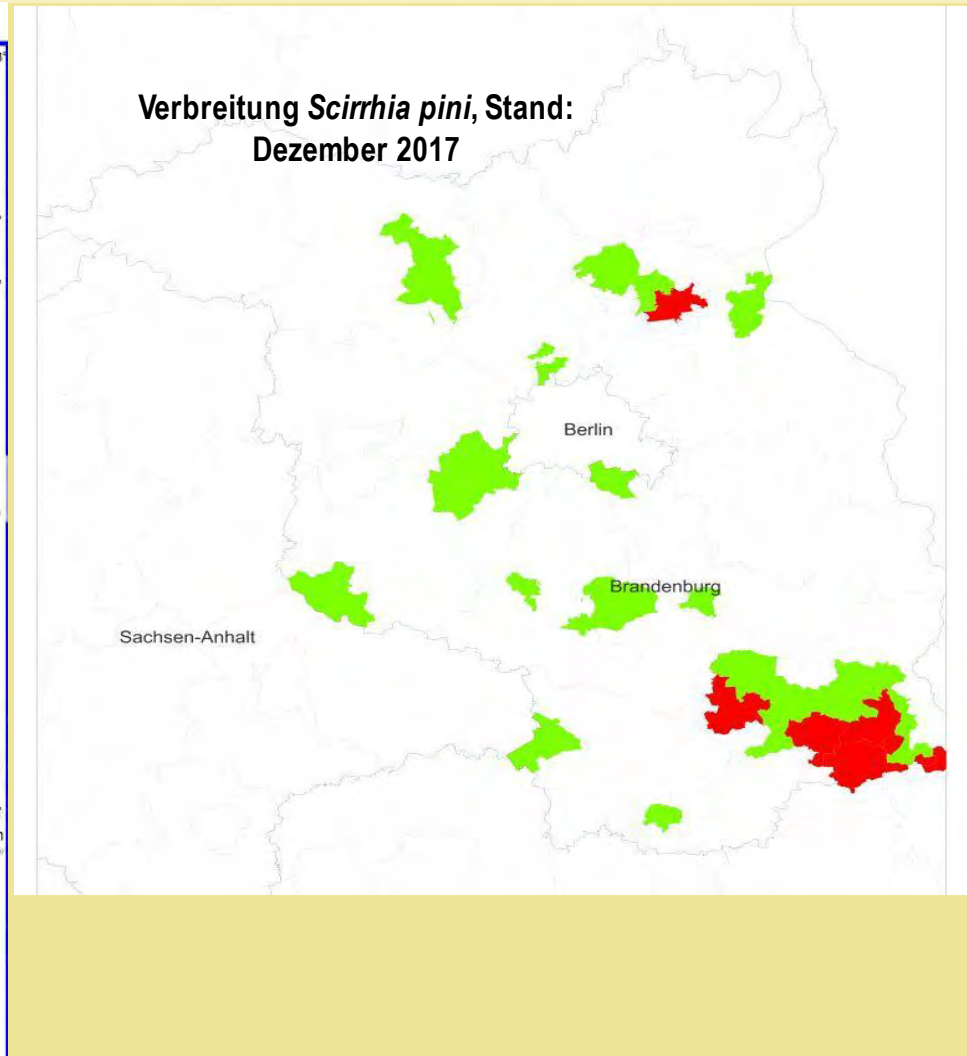 Verbreitung Scirrhia pini, Stand:
Dezember 2017
Berlin
Brandenburg
Sachsen-Anhalt